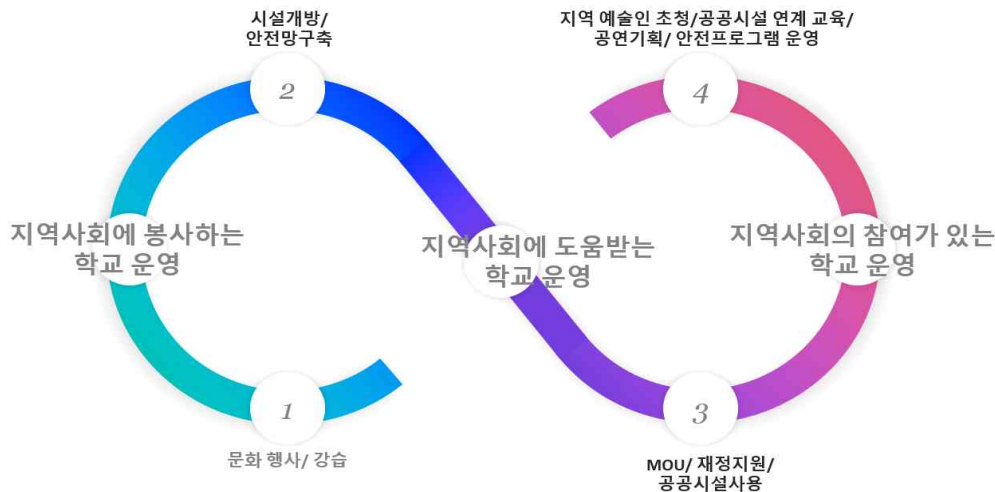 시설개방/
안전망구축
지역 예술인 초청/공공시설 연계 교육/
공연기획/ 안전프로그램 운영
2
4
지역사회에 봉사하는
학교 운영
지역사회에 도움받는
학교 운영
지역사회의 참여가 있는
학교 운영
1
3
문화 행사/ 강습
MOU/ 재정지원/
공공시설사용